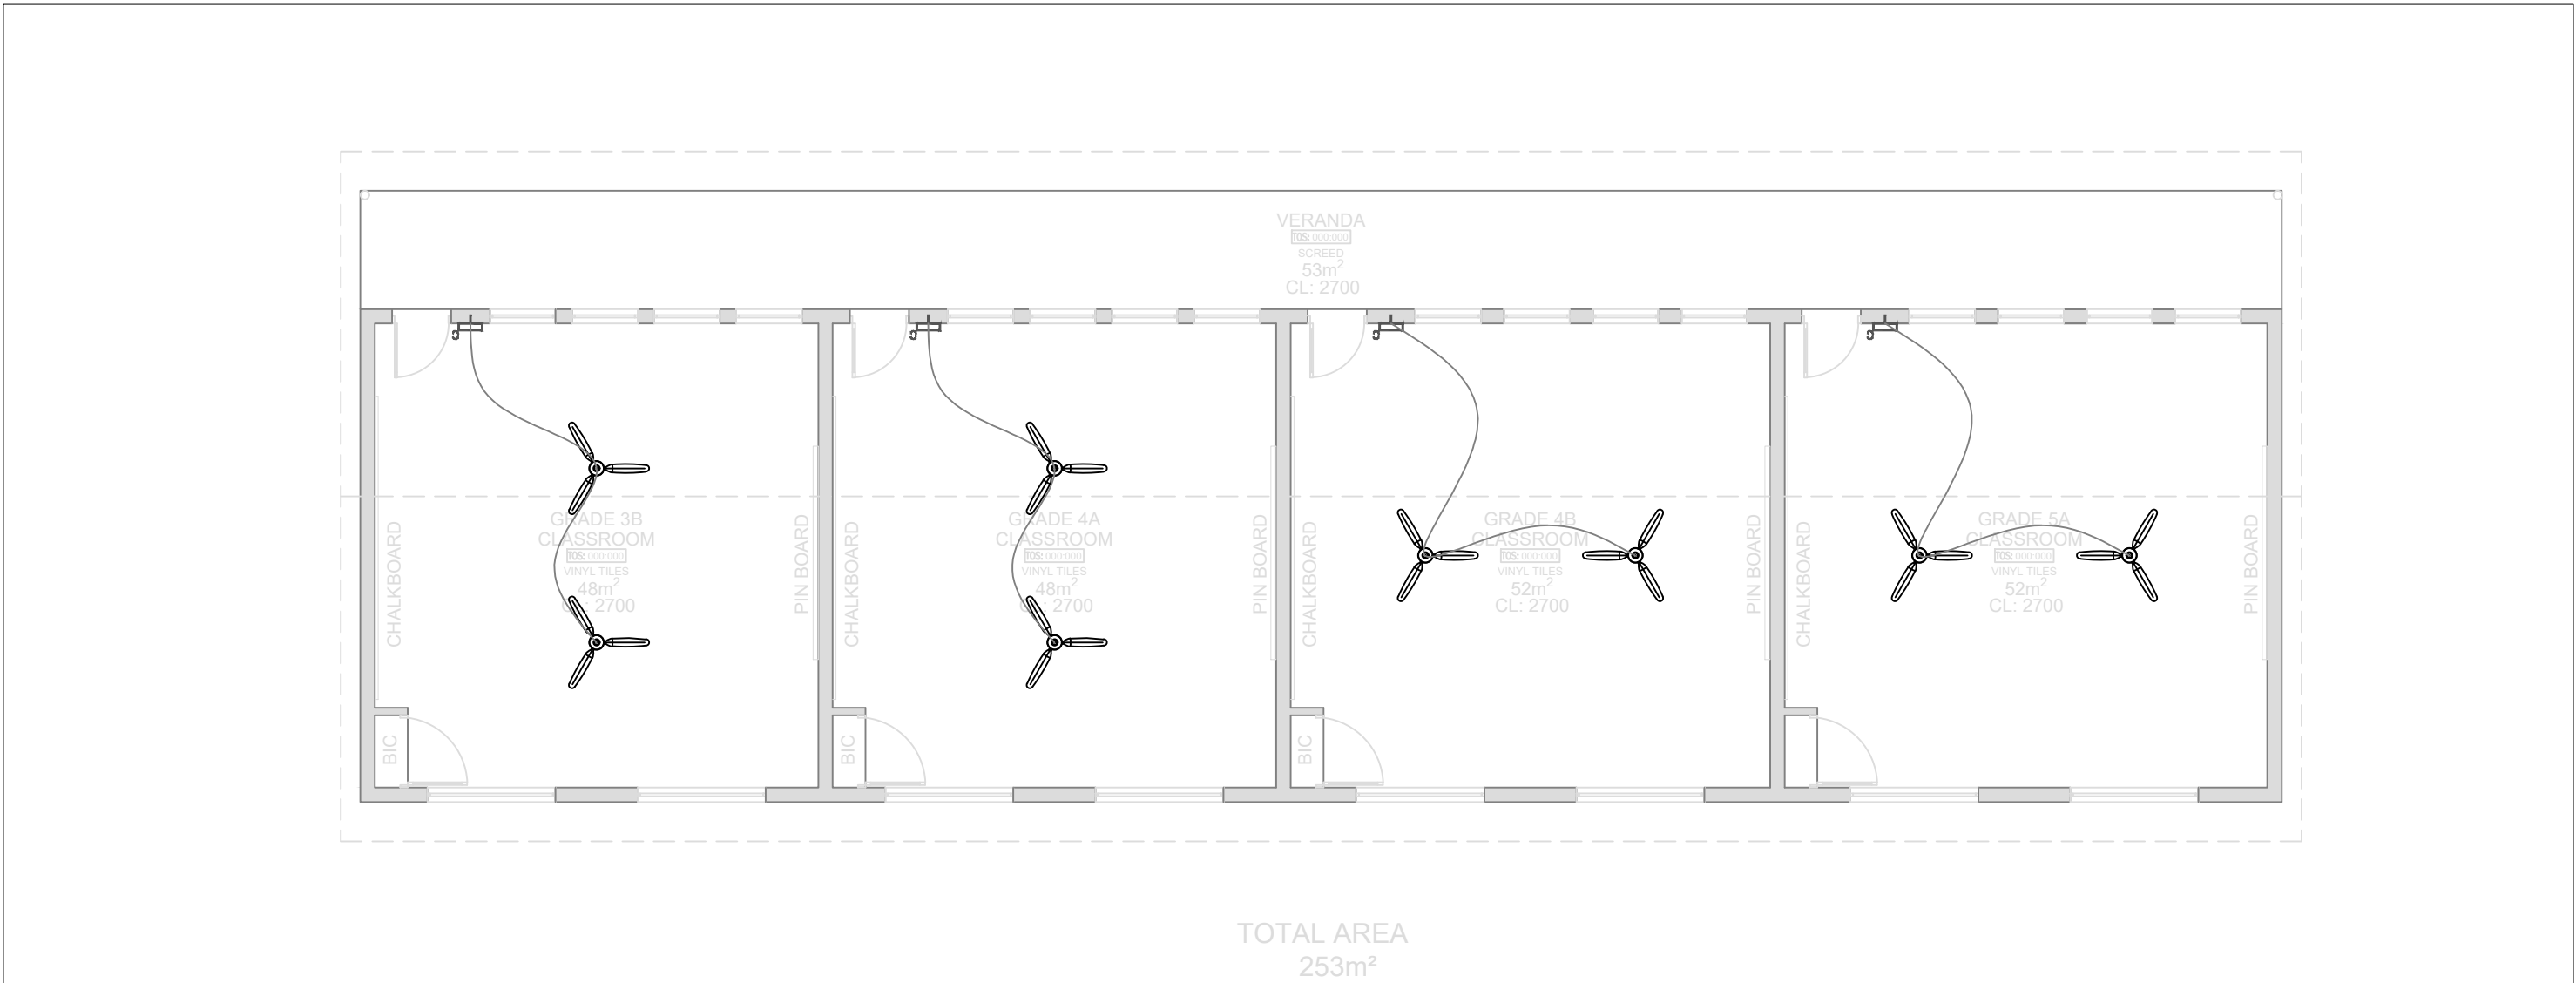 VERANDA
TOS: 000:000
SCREED
53m²
CL: 2700
GRADE 3B
CLASSROOM
TOS: 000:000
VINYL TILES
48m²
CL: 2700
CHALKBOARD
PIN BOARD
BIC
GRADE 4A
CLASSROOM
TOS: 000:000
VINYL TILES
48m²
CL: 2700
CHALKBOARD
PIN BOARD
BIC
GRADE 4B
CLASSROOM
TOS: 000:000
VINYL TILES
52m²
CL: 2700
CHALKBOARD
PIN BOARD
BIC
GRADE 5A
CLASSROOM
TOS: 000:000
VINYL TILES
52m²
CL: 2700
CHALKBOARD
PIN BOARD
TOTAL AREA
253m²